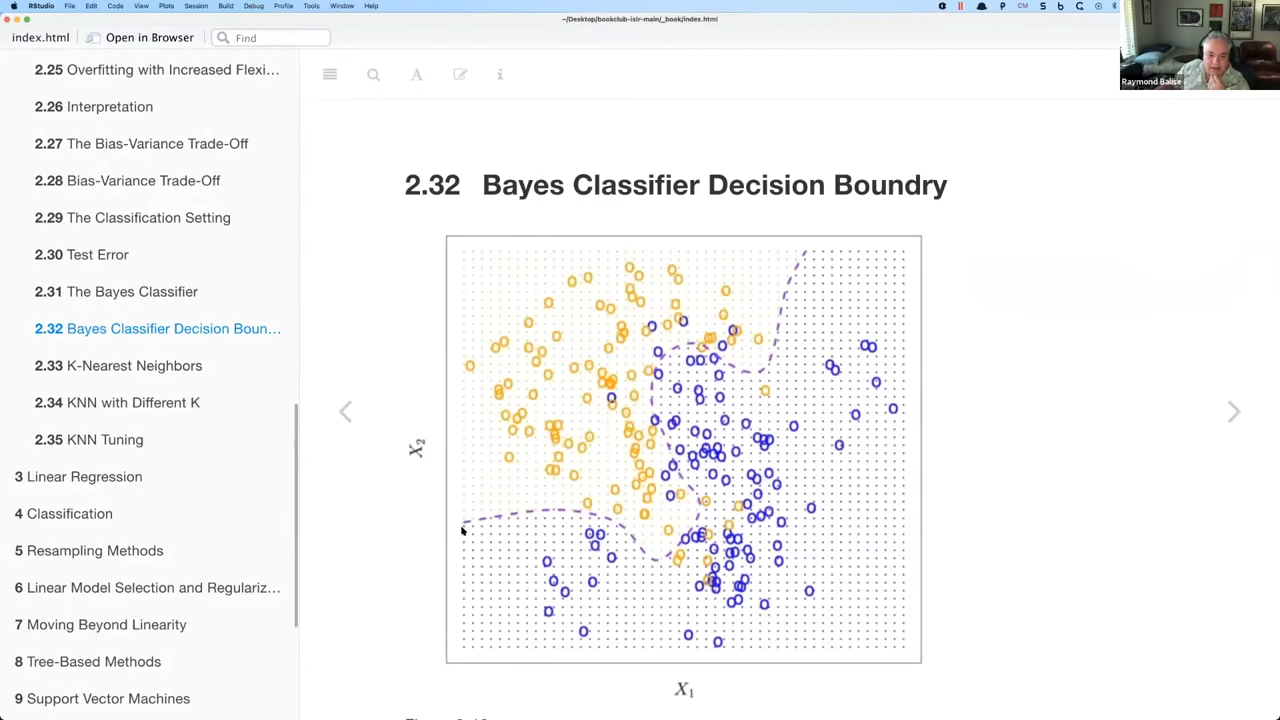 RStudio File Edit Code View Plots Session Build Debug Profile Tools Window Help
~/Desktop/bookclub-islr-main/_book/index.html
index.html Open in Browser Find
Raymond Balise
2.25 Overfitting with Increased Flexi…
2.26 Interpretation
2.27 The Bias-Variance Trade-Off
2.28 Bias-Variance Trade-Off
2.29 The Classification Setting
2.30 Test Error
2.31 The Bayes Classifier
2.32 Bayes Classifier Decision Boun…
2.33 K-Nearest Neighbors
2.34 KNN with Different K
2.35 KNN Tuning
3 Linear Regression
4 Classification
5 Resampling Methods
6 Linear Model Selection and Regulariz…
7 Moving Beyond Linearity
8 Tree-Based Methods
9 Support Vector Machines
2.32 Bayes Classifier Decision Boundry
X₂
X₁